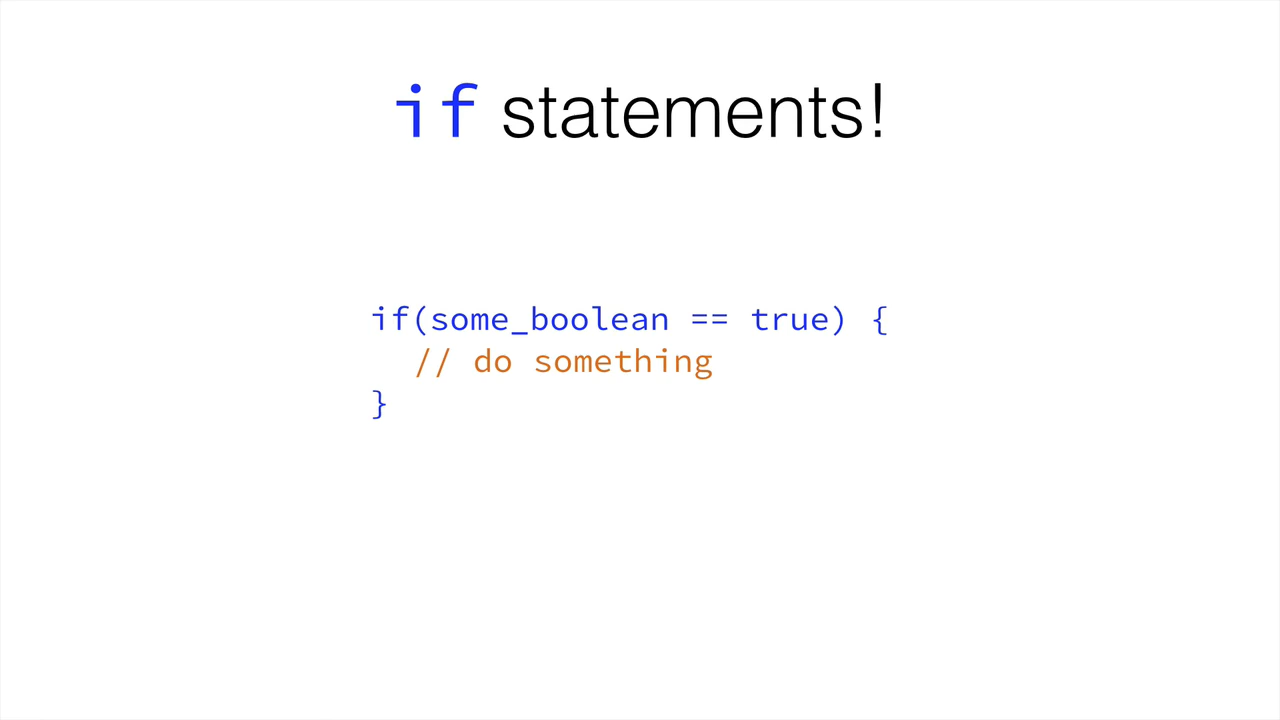 if statements!
if(some_boolean == true) {
  // do something
}